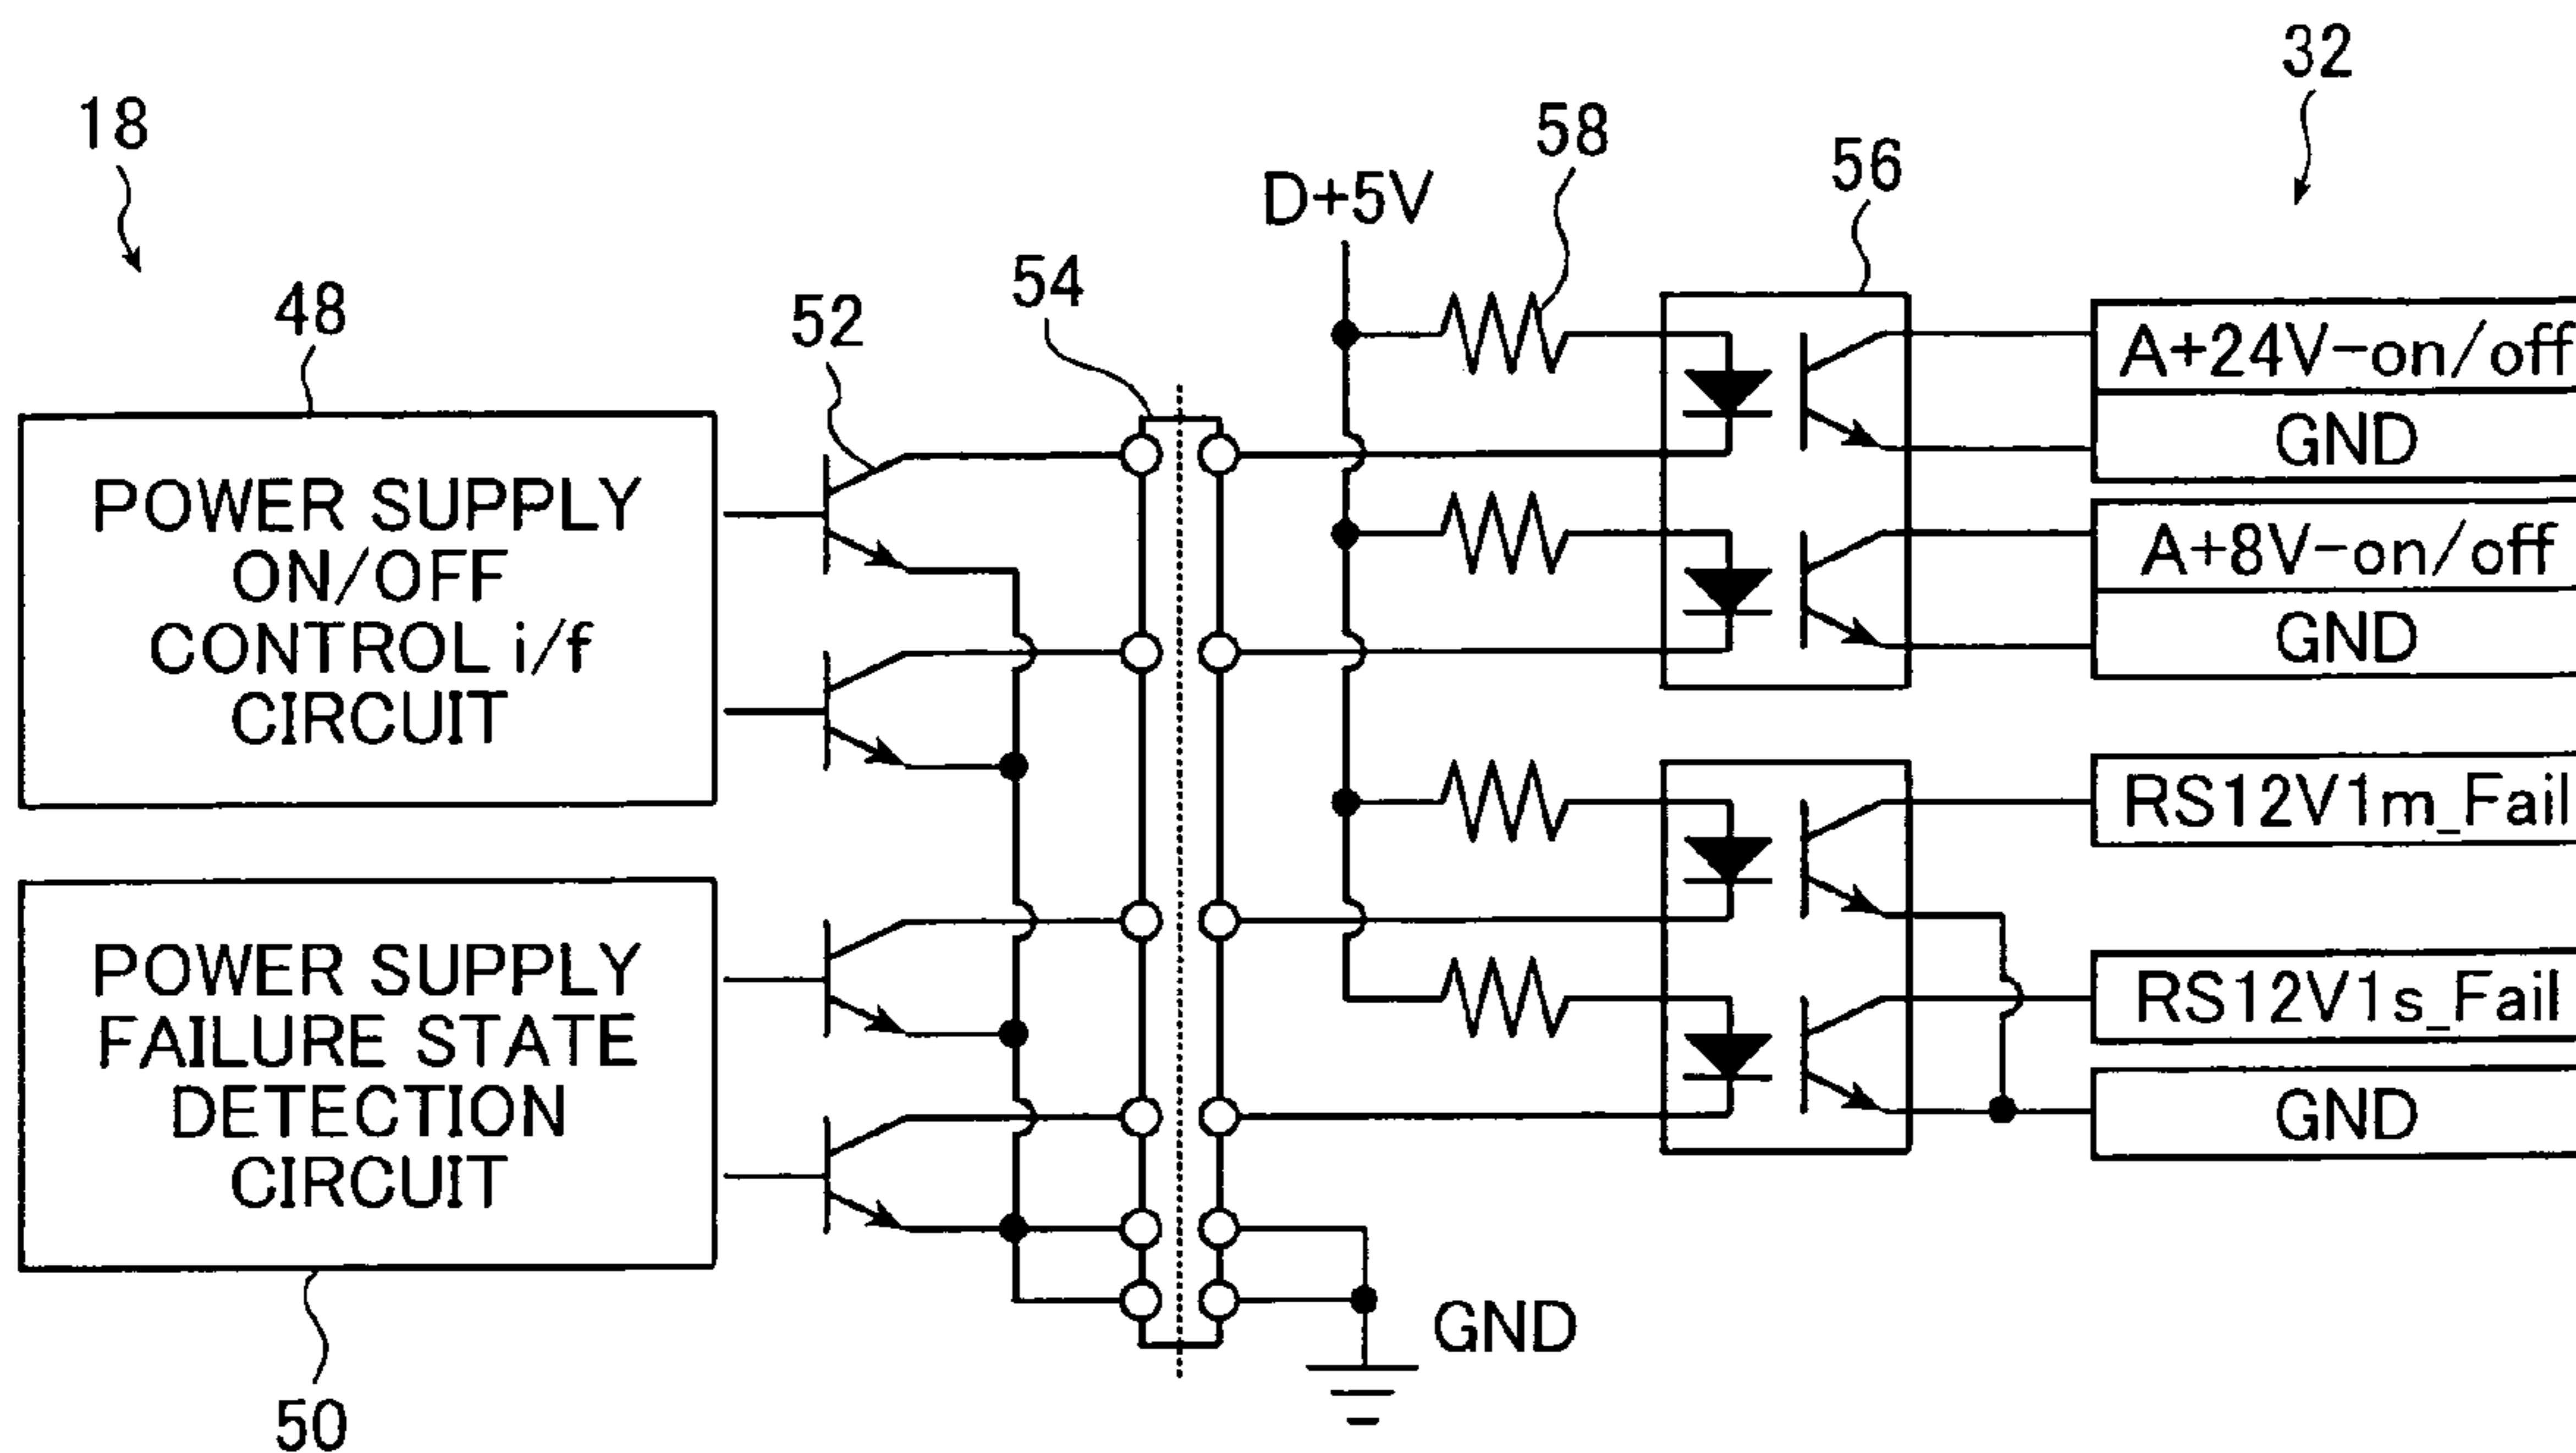 18
32
48
52
54
D+5V
58
56
POWER SUPPLY
ON/OFF
CONTROL i/f
CIRCUIT
A+24V-on/off
GND
A+8V-on/off
GND
POWER SUPPLY
FAILURE STATE
DETECTION
CIRCUIT
RS12V1m_Fail
RS12V1s_Fail
GND
GND
50